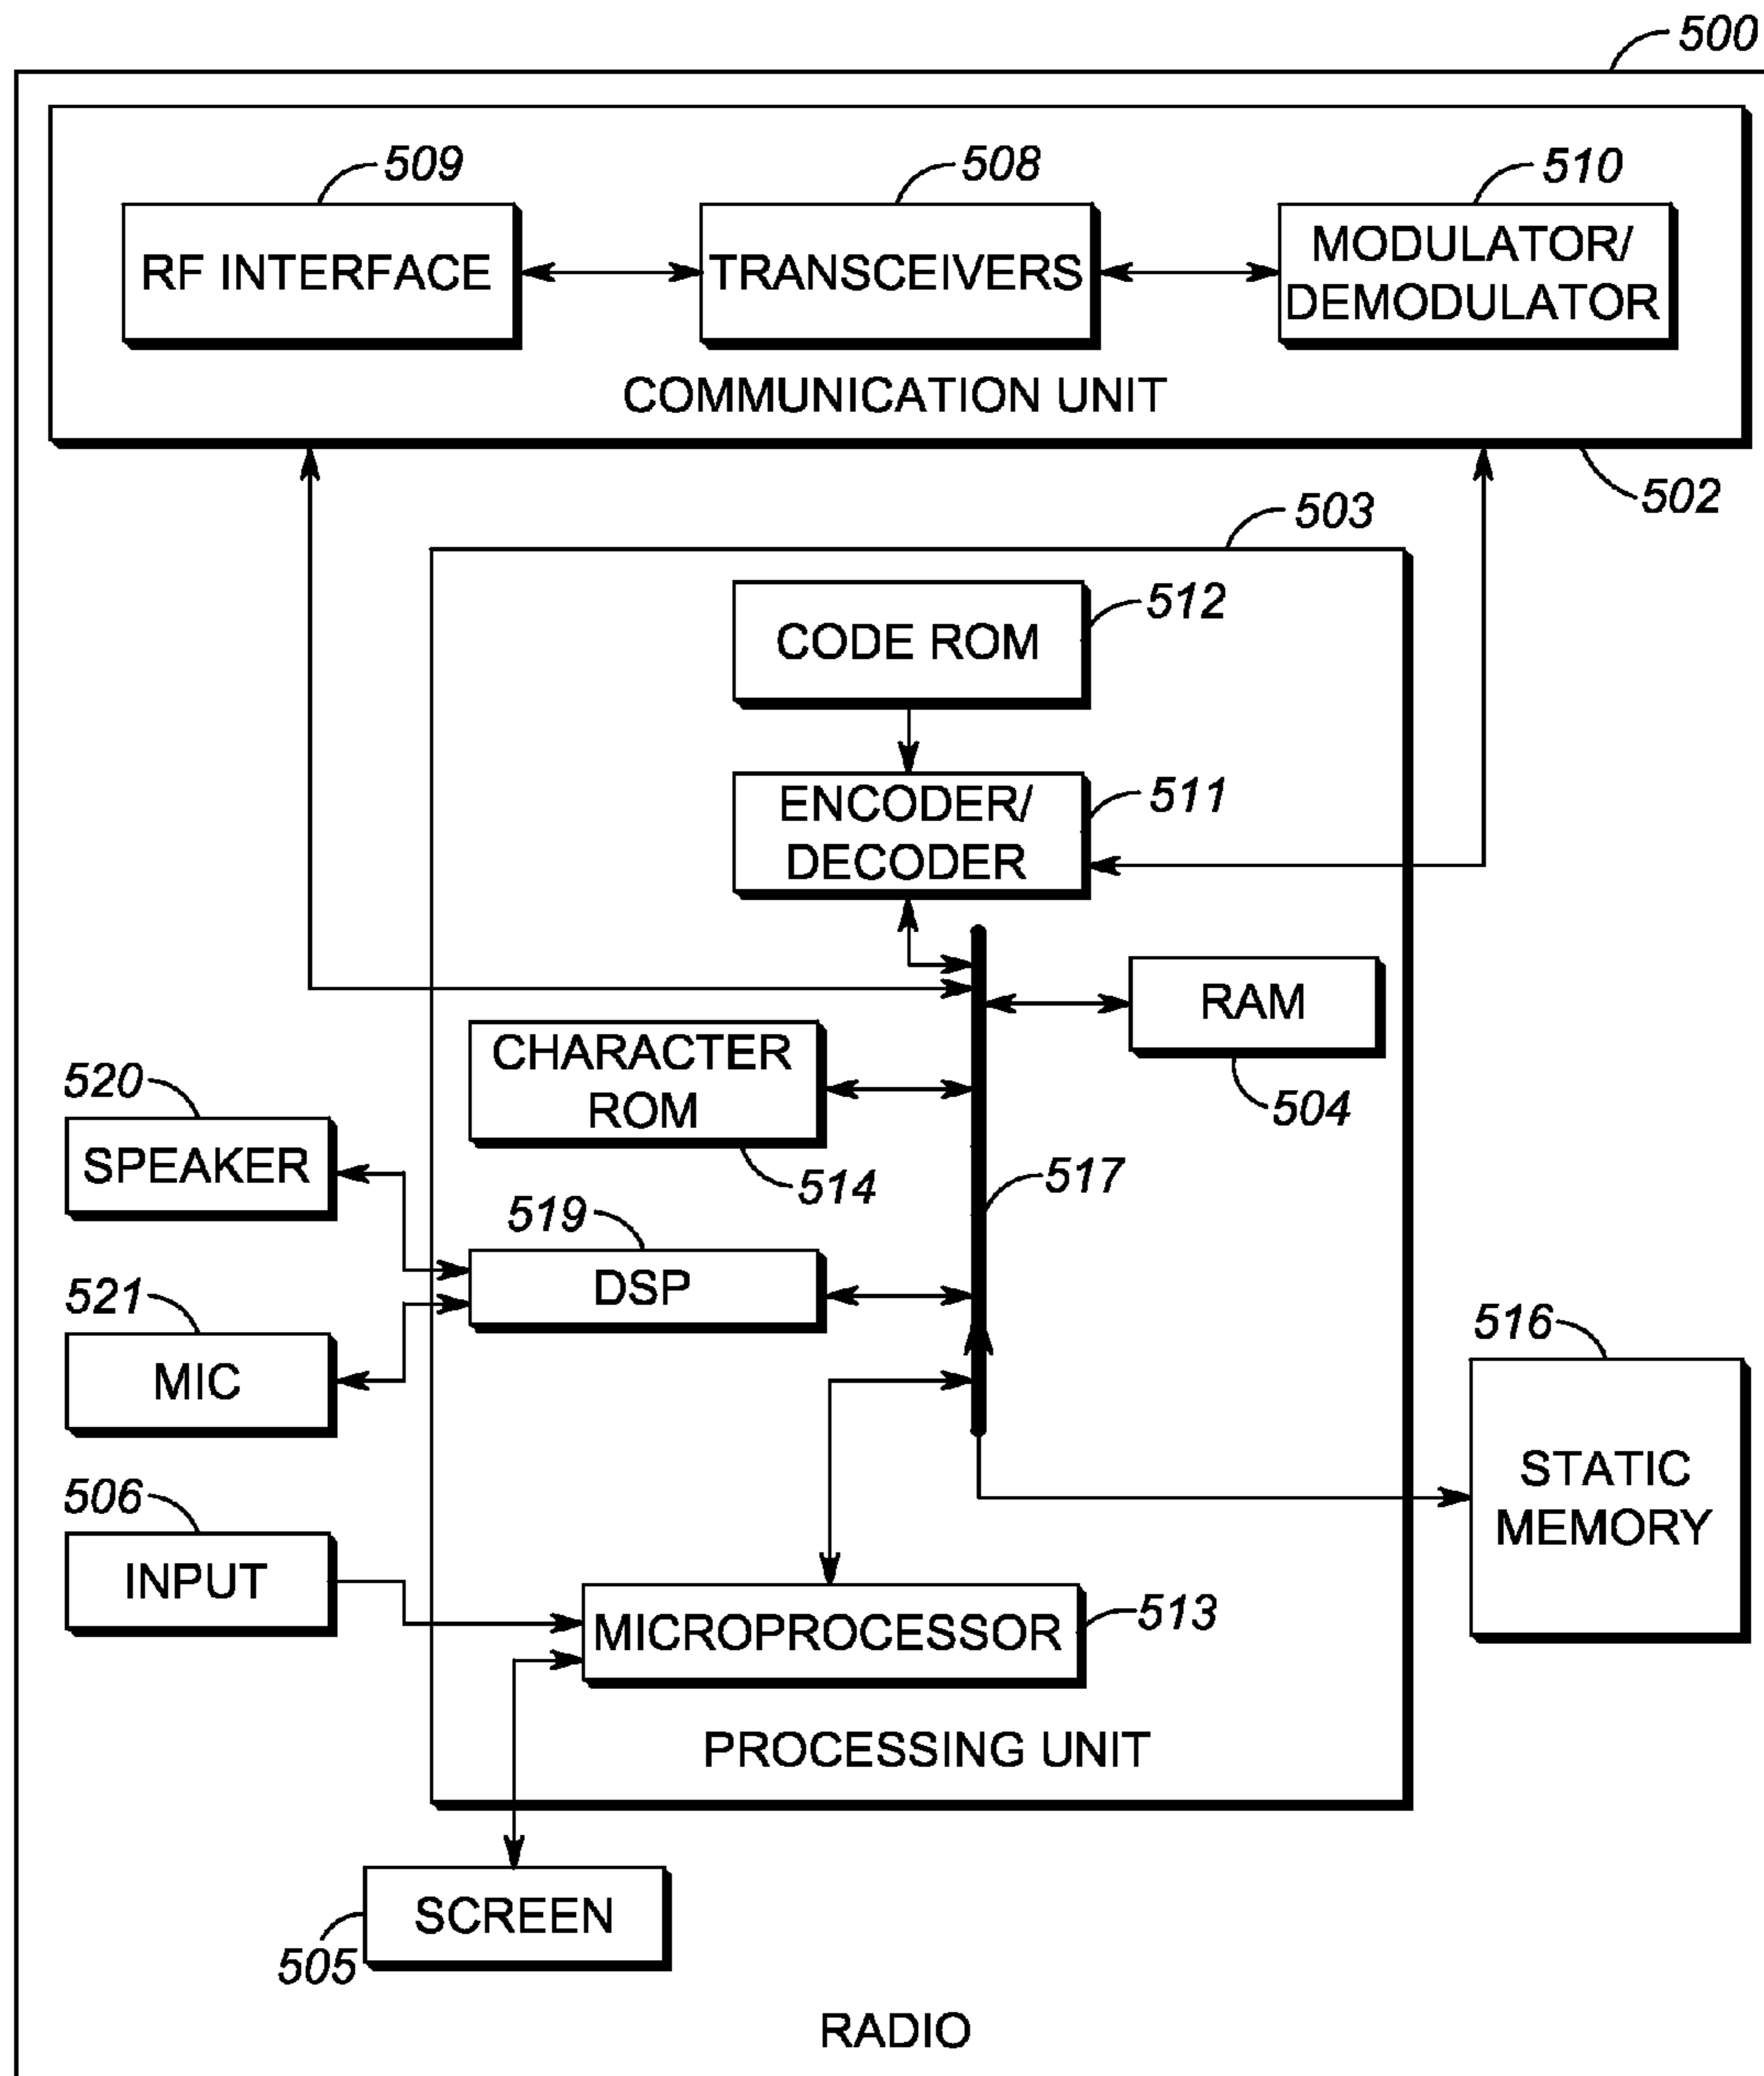 500
509
508
510
RF INTERFACE
TRANSCEIVERS
MODULATOR/
DEMODULATOR
COMMUNICATION UNIT
502
503
512
CODE ROM
511
ENCODER/
DECODER
RAM
504
CHARACTER
ROM
514
517
520
SPEAKER
519
DSP
521
MIC
516
STATIC
MEMORY
506
INPUT
MICROPROCESSOR
513
PROCESSING UNIT
SCREEN
505
RADIO